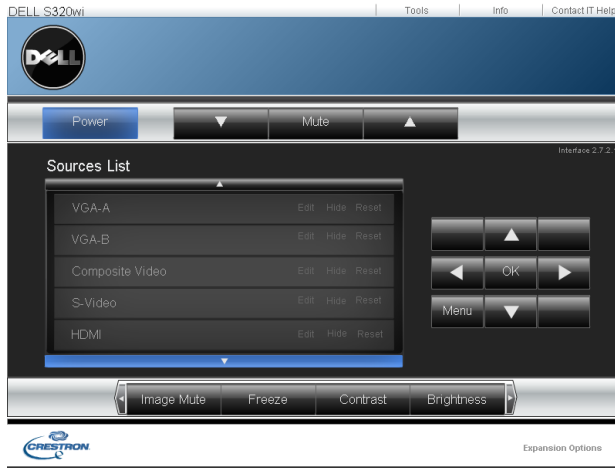 DELL S320wi
Tools Info Contact IT Help
DELL
Power Mute
Interface 2.7.2.
Sources List
VGA-A Edit Hide Reset
VGA-B Edit Hide Reset
Composite Video Edit Hide Reset
S-Video Edit Hide Reset
HDMI Edit Hide Reset
OK
Menu
Image Mute Freeze Contrast Brightness
CRESTRON
Expansion Options